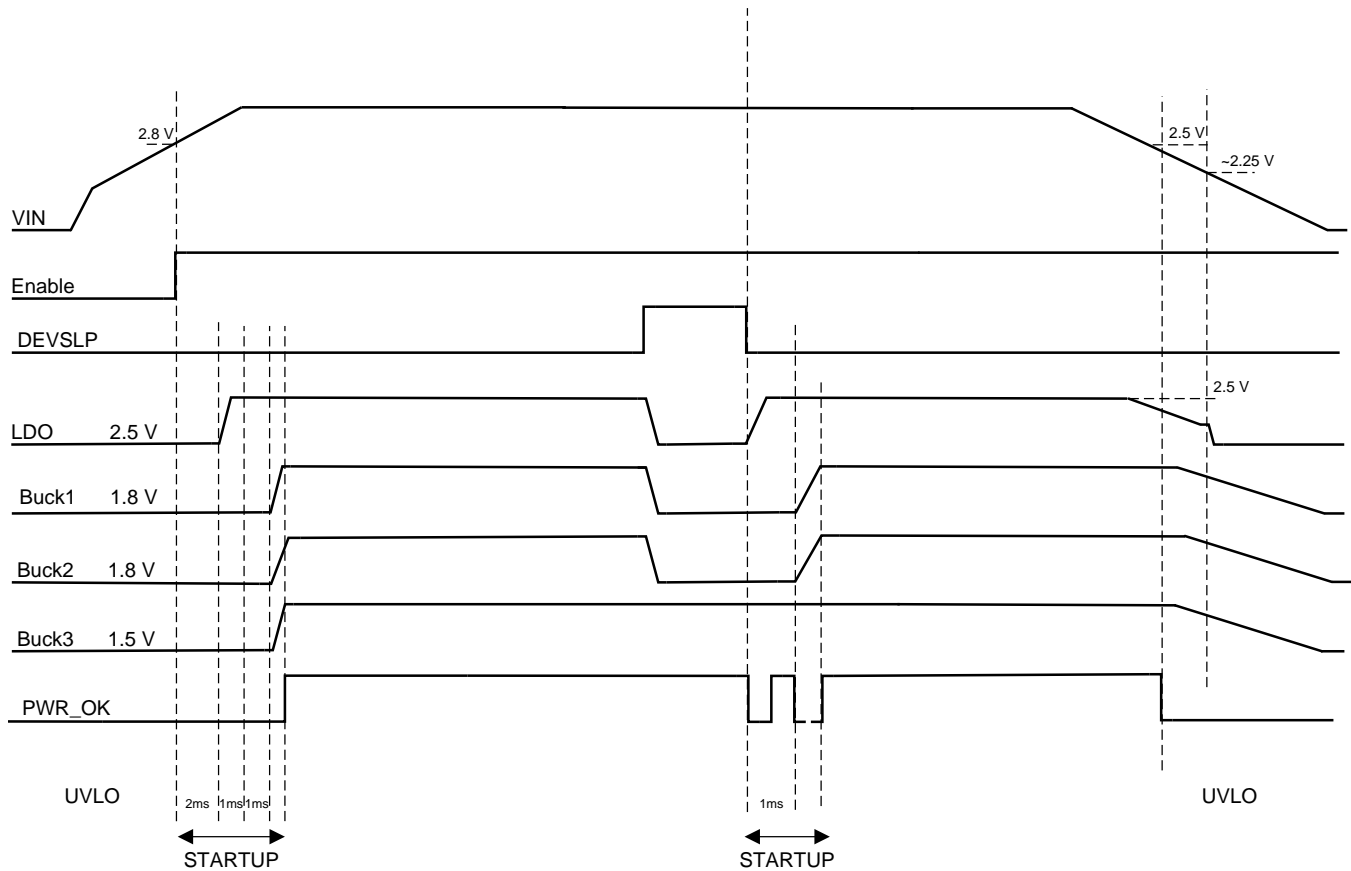 2.8 V
2.5 V
~2.25 V
VIN
Enable
DEVSLP
2.5 V
LDO 2.5 V
Buck1 1.8 V
Buck2 1.8 V
Buck3 1.5 V
PWR_OK
UVLO UVLO
2ms 1ms 1ms 1ms
STARTUP STARTUP